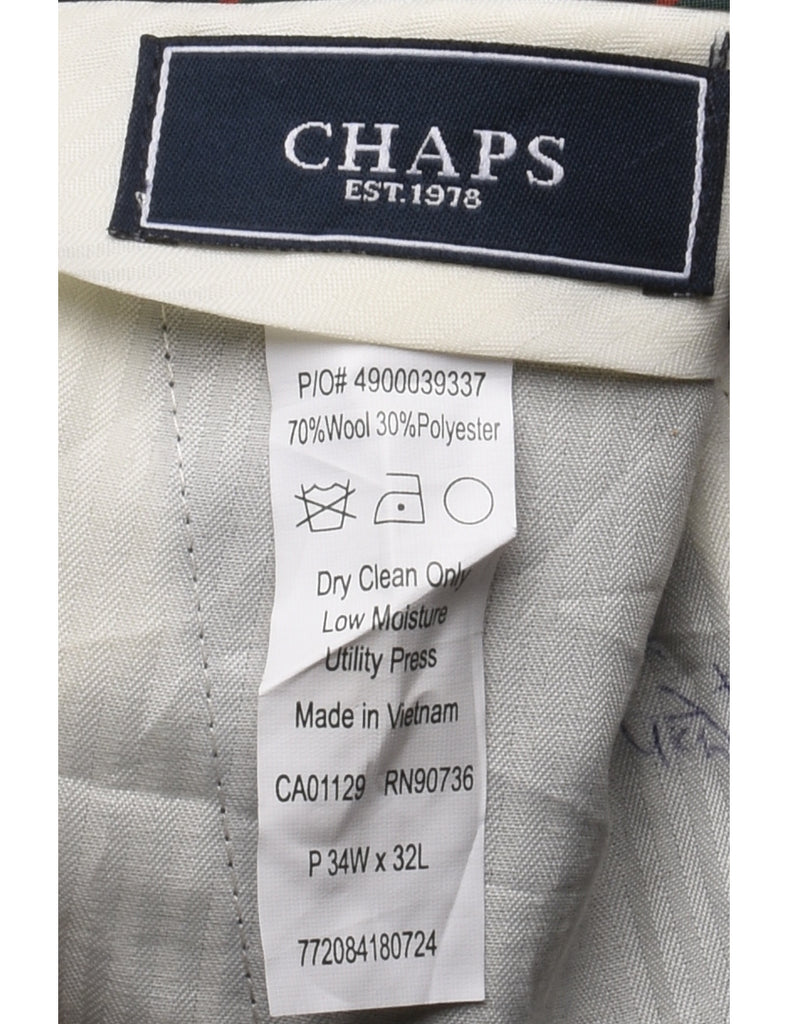 CHAPS
EST.1978
P/O# 4900039337
70%Wool 30%Polyester
Dry Clean Only
Low Moisture
Utility Press
Made in Vietnam
CA01129 RN90736
P 34W x 32L
772084180724